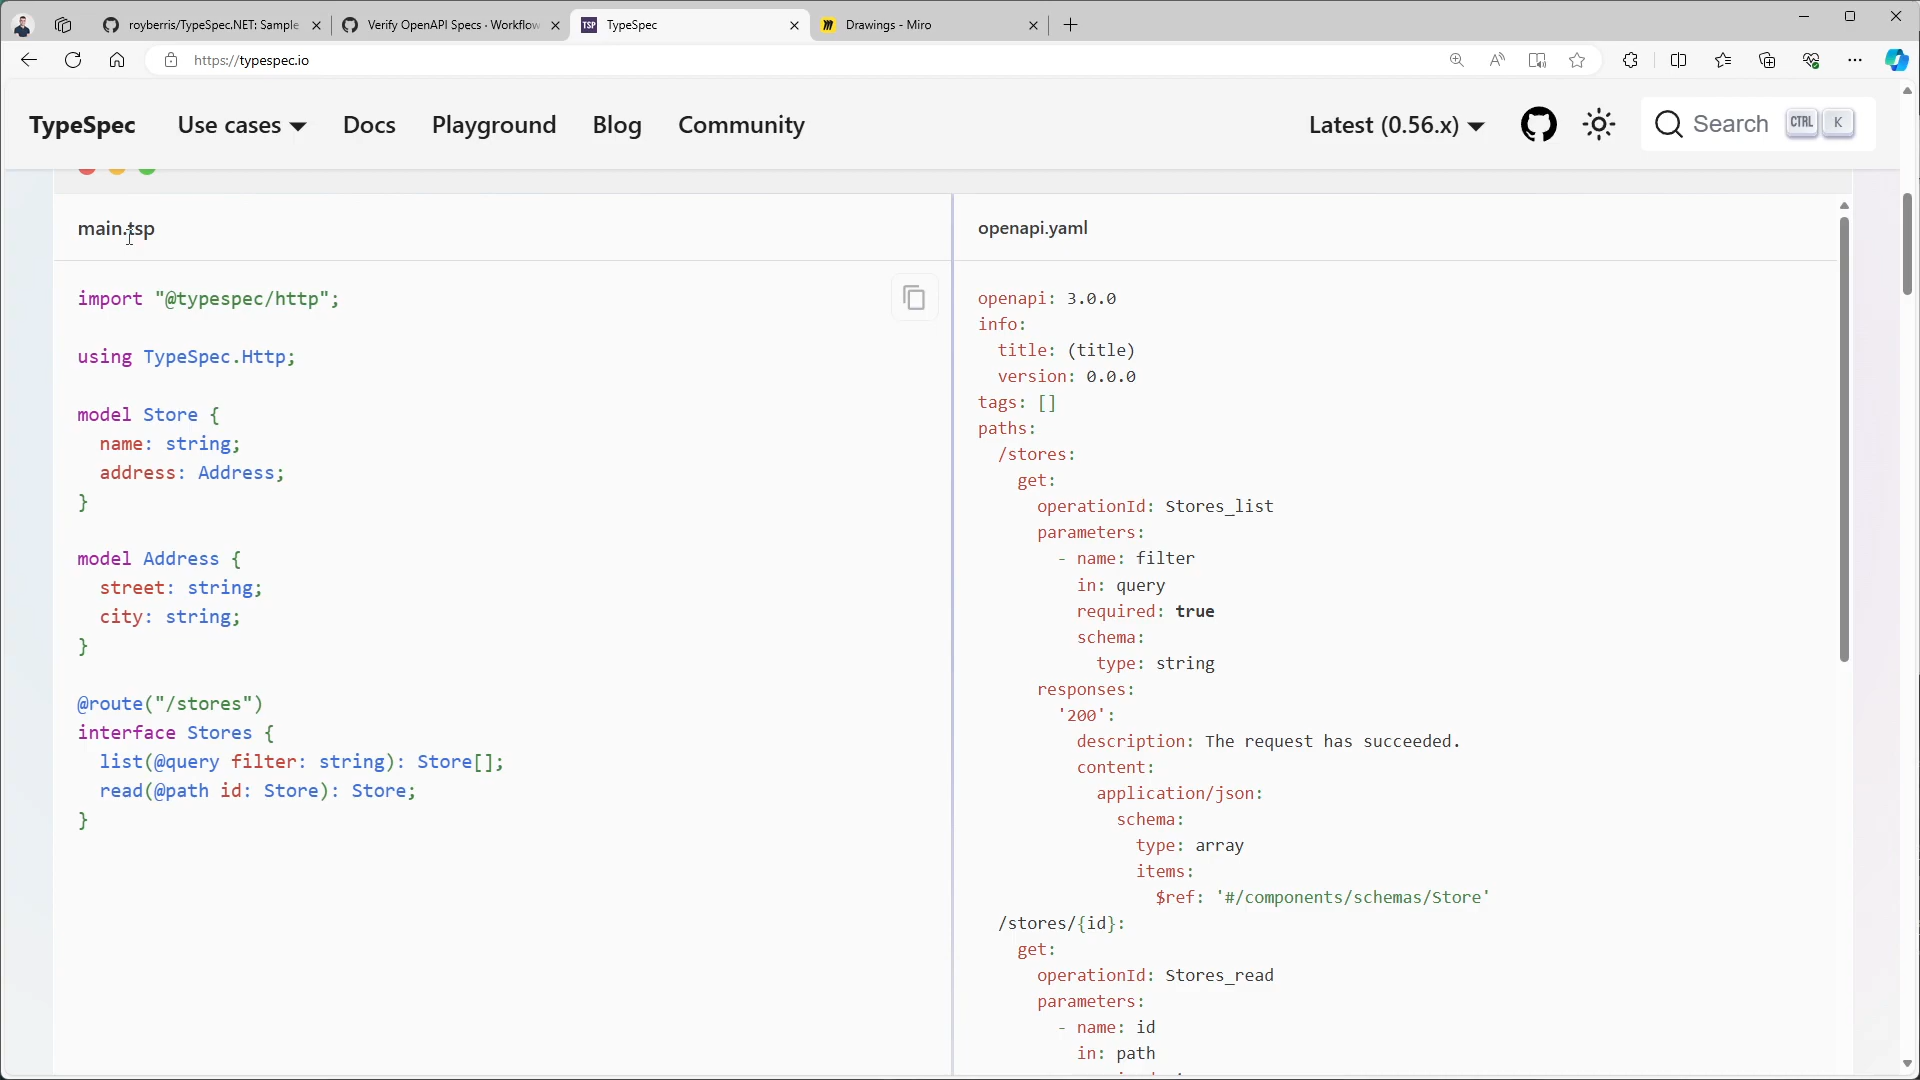 royberris/TypeSpec.NET: Sample
Verify OpenAPI Specs · Workflow
TSP TypeSpec
Drawings - Miro
https://typespec.io
TypeSpec
Use cases
Docs
Playground
Blog
Community
Latest (0.56.x)
Search CTRL K
main.tsp
import "@typespec/http";
using TypeSpec.Http;
model Store {
name: string;
address: Address;
}
model Address {
street: string;
city: string;
}
@route("/stores")
interface Stores {
list(@query filter: string): Store[];
read(@path id: Store): Store;
}
openapi.yaml
openapi: 3.0.0
info:
title: (title)
version: 0.0.0
tags: []
paths:
/stores:
get:
operationId: Stores_list
parameters:
- name: filter
in: query
required: true
schema:
type: string
responses:
'200':
description: The request has succeeded.
content:
application/json:
schema:
type: array
items:
$ref: '#/components/schemas/Store'
/stores/{id}:
get:
operationId: Stores_read
parameters:
- name: id
in: path